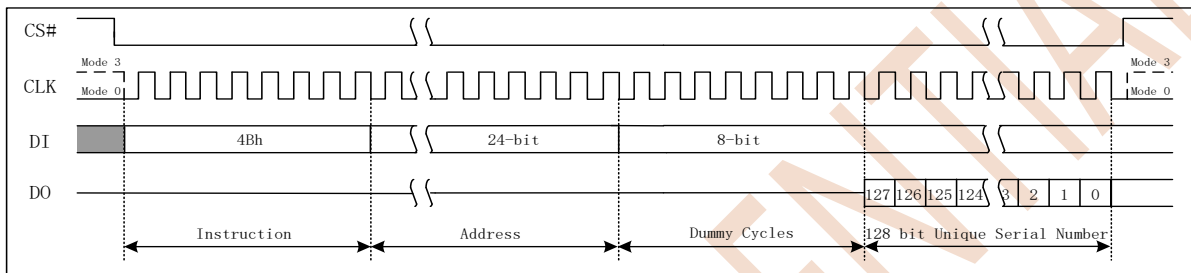 CS#
Mode 3
Mode 3
CLK
Mode 0
Mode 0
DI
4Bh
24-bit
8-bit
DO
127 126 125 124 3 2 1 0
Instruction
Address
Dummy Cycles
128 bit Unique Serial Number
ENTIAL